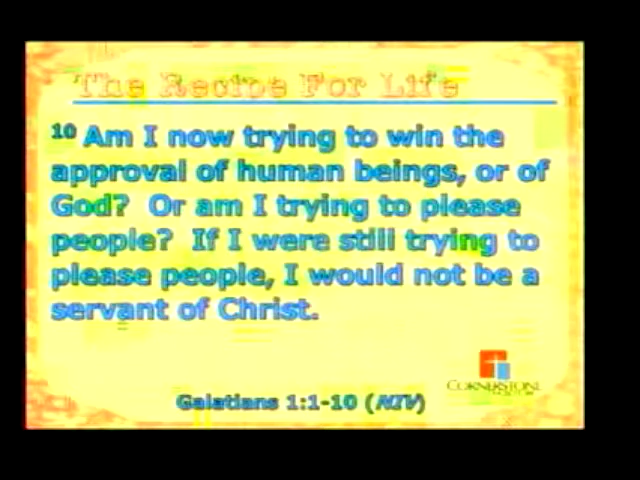 The Recipe For Life
10 Am I now trying to win the
approval of human beings, or of
God? Or am I trying to please
people? If I were still trying to
please people, I would not be a
servant of Christ.
CORNERSTONE
Galatians 1:1-10 (NIV)